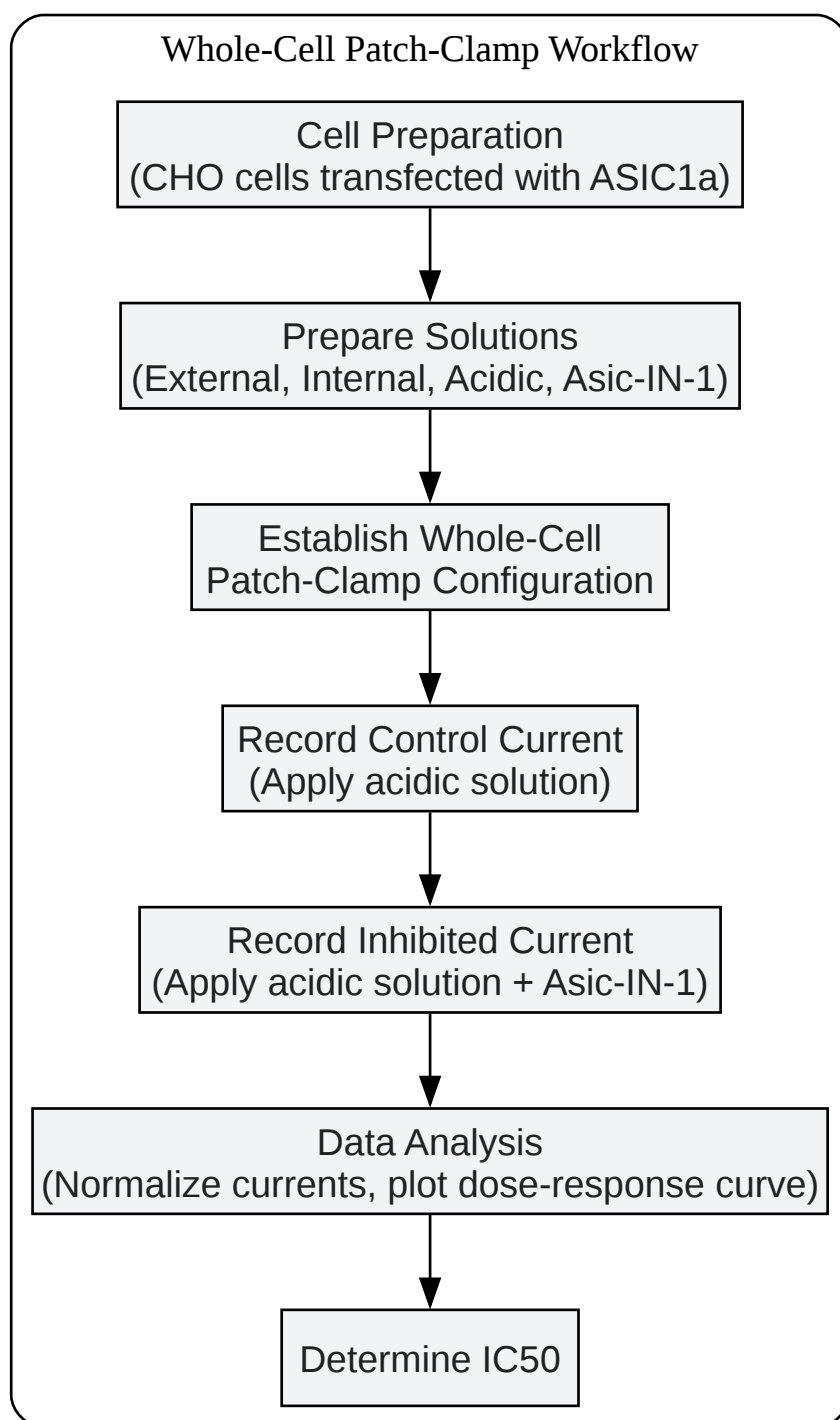 Whole-Cell Patch-Clamp Workflow
Cell Preparation
(CHO cells transfected with ASIC1a)
Prepare Solutions
(External, Internal, Acidic, Asic-IN-1)
Establish Whole-Cell
Patch-Clamp Configuration
Record Control Current
(Apply acidic solution)
Record Inhibited Current
(Apply acidic solution + Asic-IN-1)
Data Analysis
(Normalize currents, plot dose-response curve)
Determine IC50